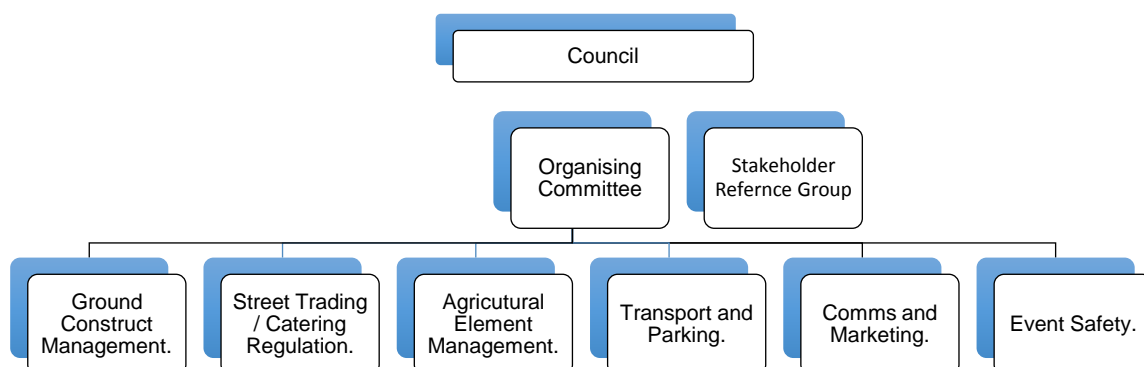 Council
Organising
Committee
Stakeholder
Refernce Group
Ground
Construct
Management.
Street Trading
/ Catering
Regulation.
Agricutural
Element
Management.
Transport and
Parking.
Comms and
Marketing.
Event Safety.